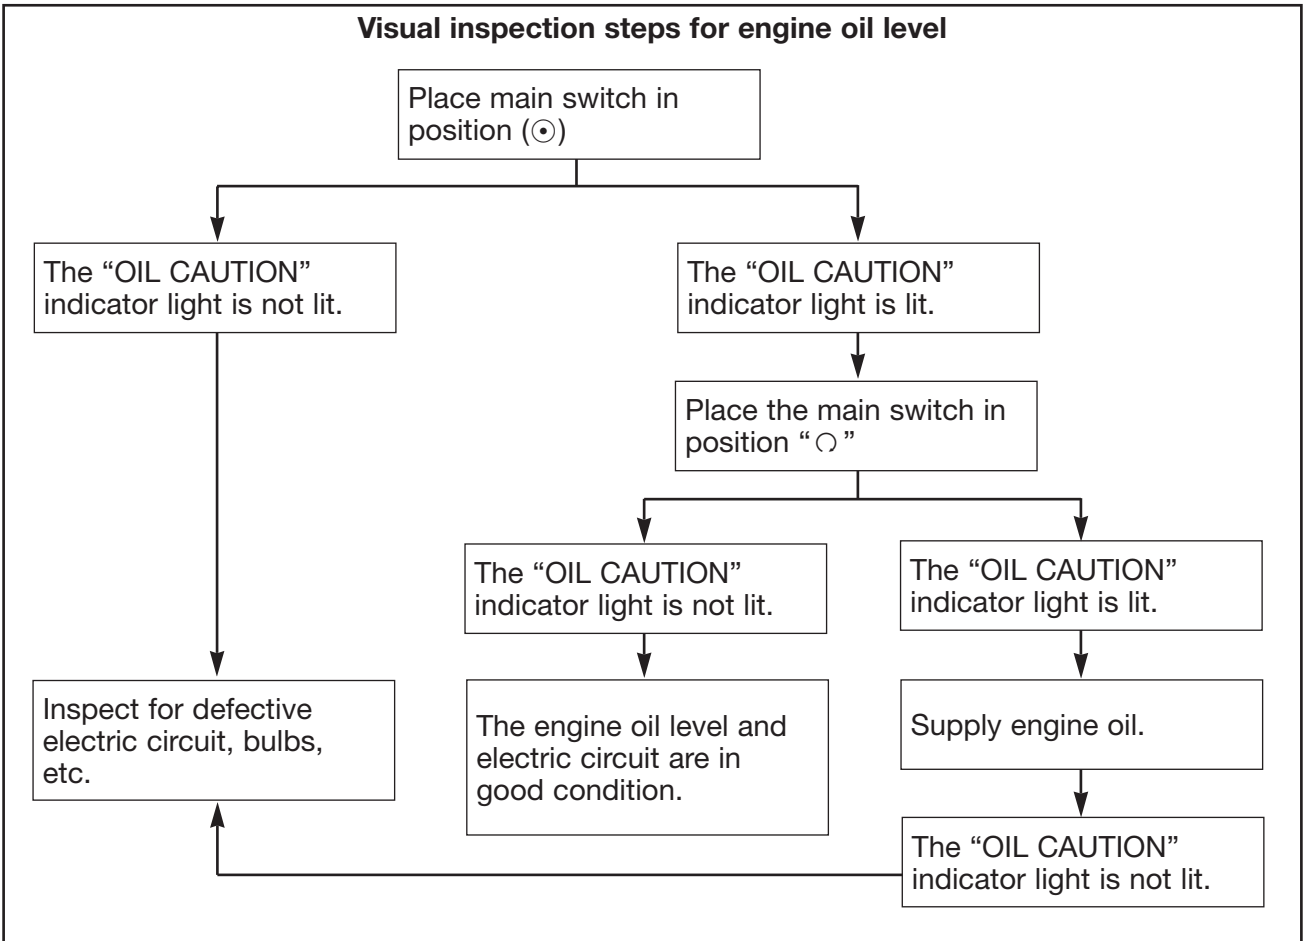 Visual inspection steps for engine oil level
Place main switch in
position (⊙)
The “OIL CAUTION”
indicator light is not lit.
The “OIL CAUTION”
indicator light is lit.
Place the main switch in
position “ ”
The “OIL CAUTION”
indicator light is not lit.
The “OIL CAUTION”
indicator light is lit.
Inspect for defective
electric circuit, bulbs,
etc.
The engine oil level and
electric circuit are in
good condition.
Supply engine oil.
The “OIL CAUTION”
indicator light is not lit.